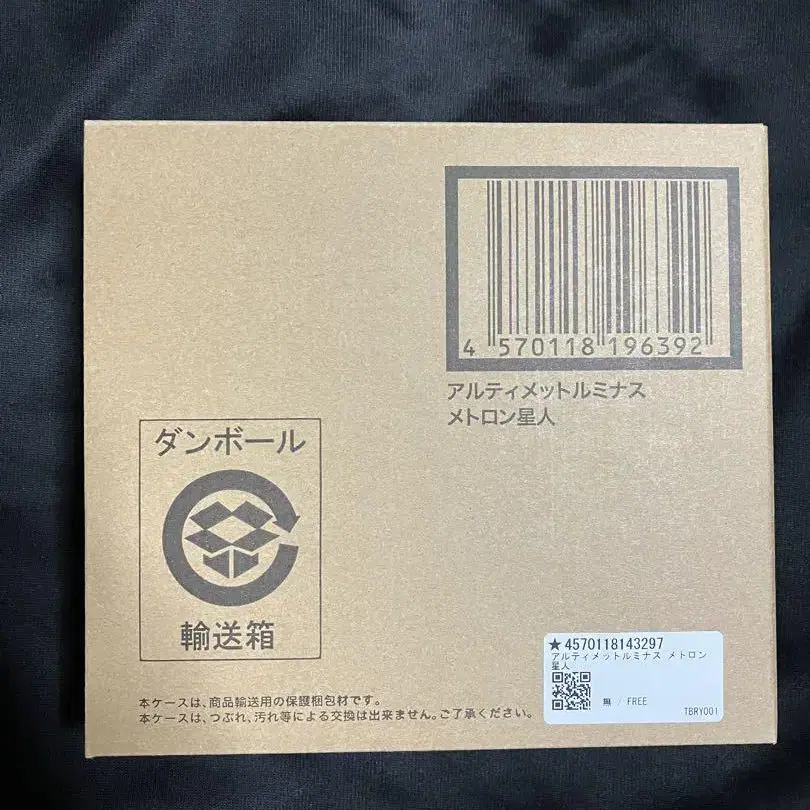 4 570118 196392
アルティメットルミナス
メトロン星人
ダンボール
輸送箱
本ケースは、商品輸送用の保護梱包材です。
本ケースは、つぶれ、汚れ等による交換は出来ません。ご了承ください。
★4570118143297
アルティメットルミナス メトロン
星人
無 / FREE
TBRY001